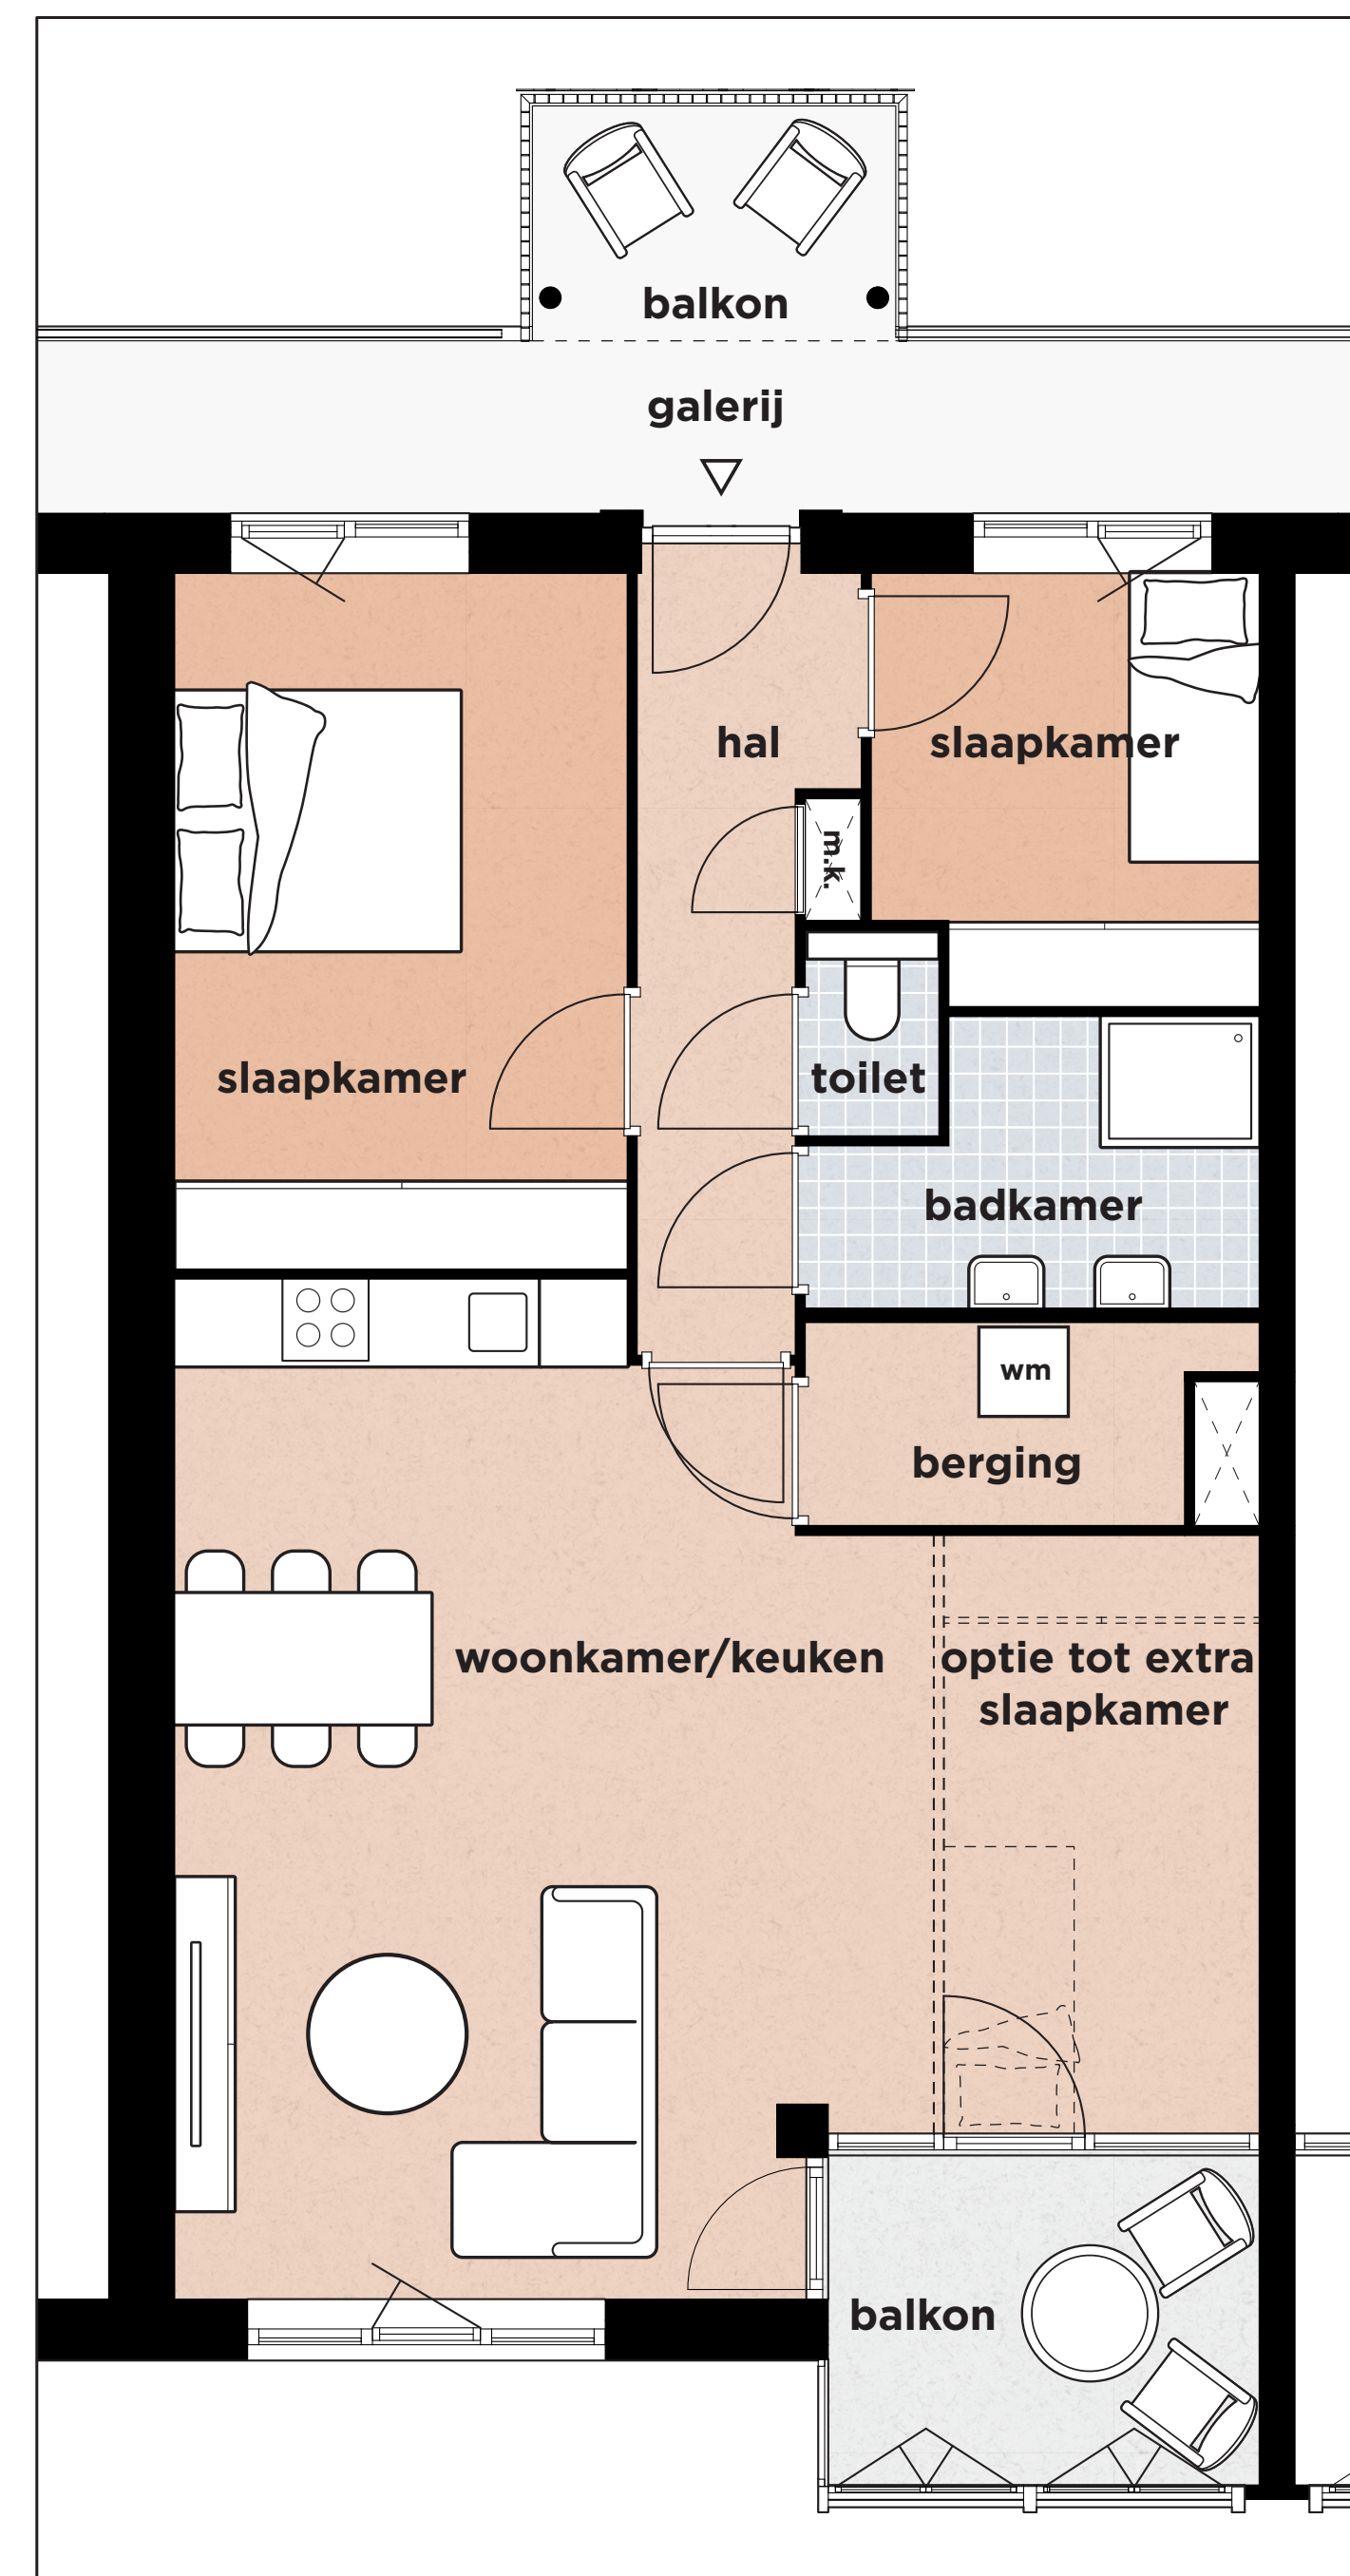 balkon
galerij
hal
slaapkamer
m.k.
slaapkamer
toilet
badkamer
wm
berging
woonkamer/keuken
optie tot extra
slaapkamer
balkon